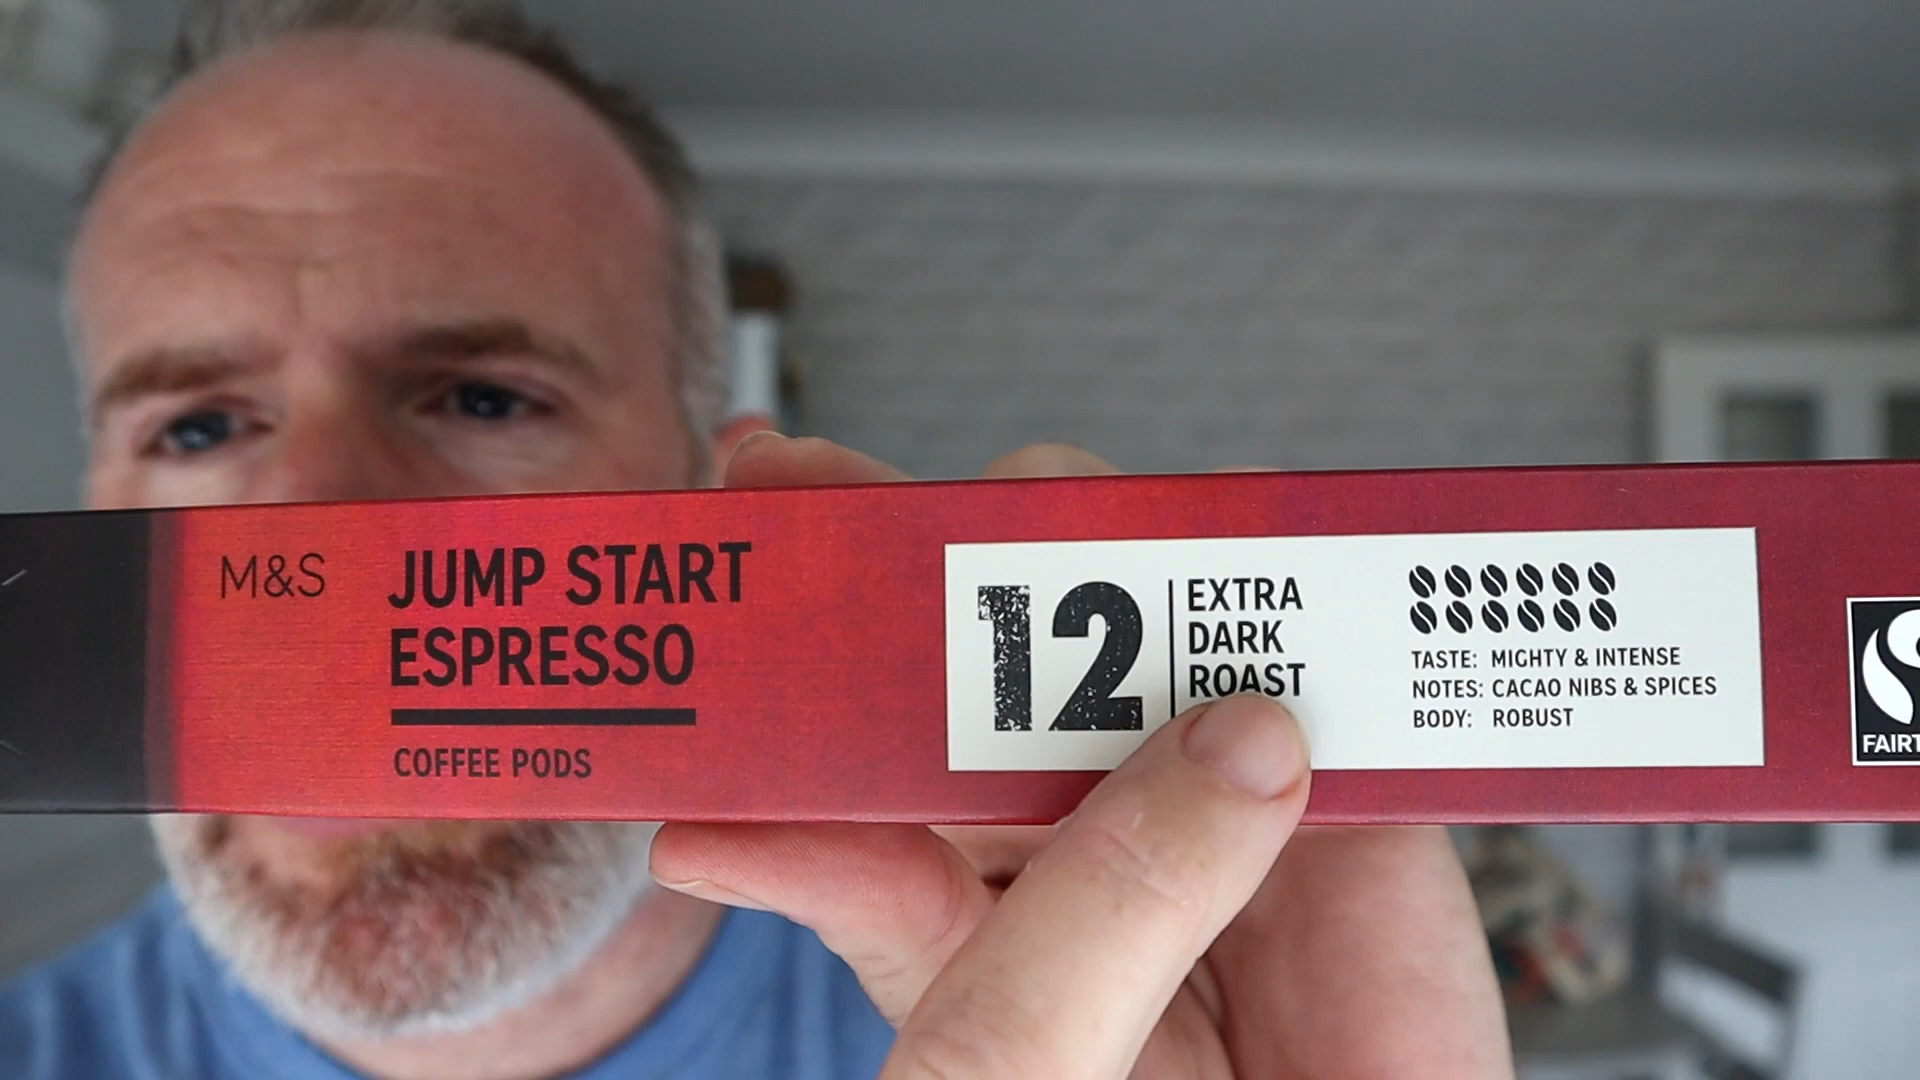 M&S
JUMP START
ESPRESSO
COFFEE PODS
12
EXTRA
DARK
ROAST
TASTE: MIGHTY & INTENSE
NOTES: CACAO NIBS & SPICES
BODY: ROBUST